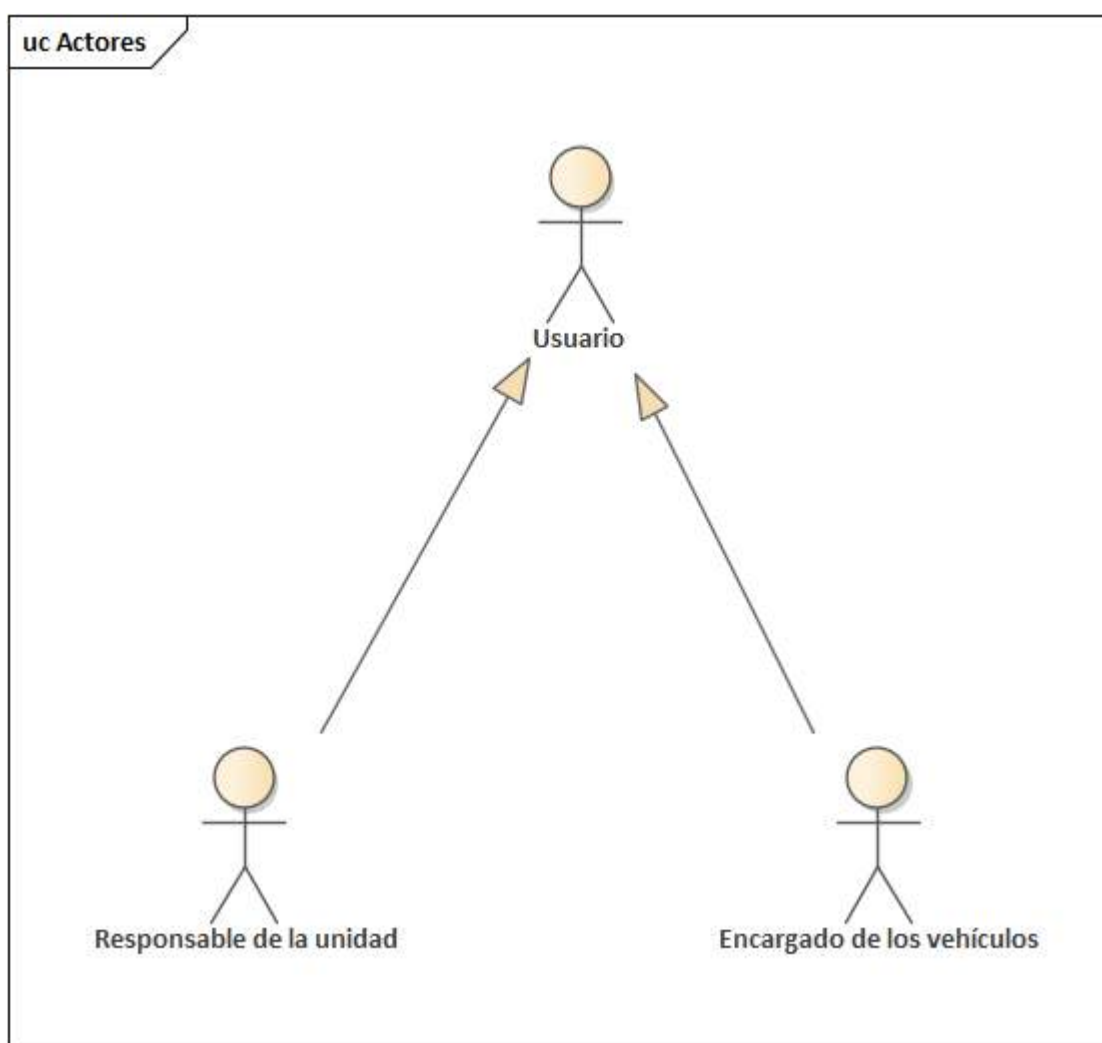 uc Actores
Usuario
Responsable de la unidad
Encargado de los vehículos